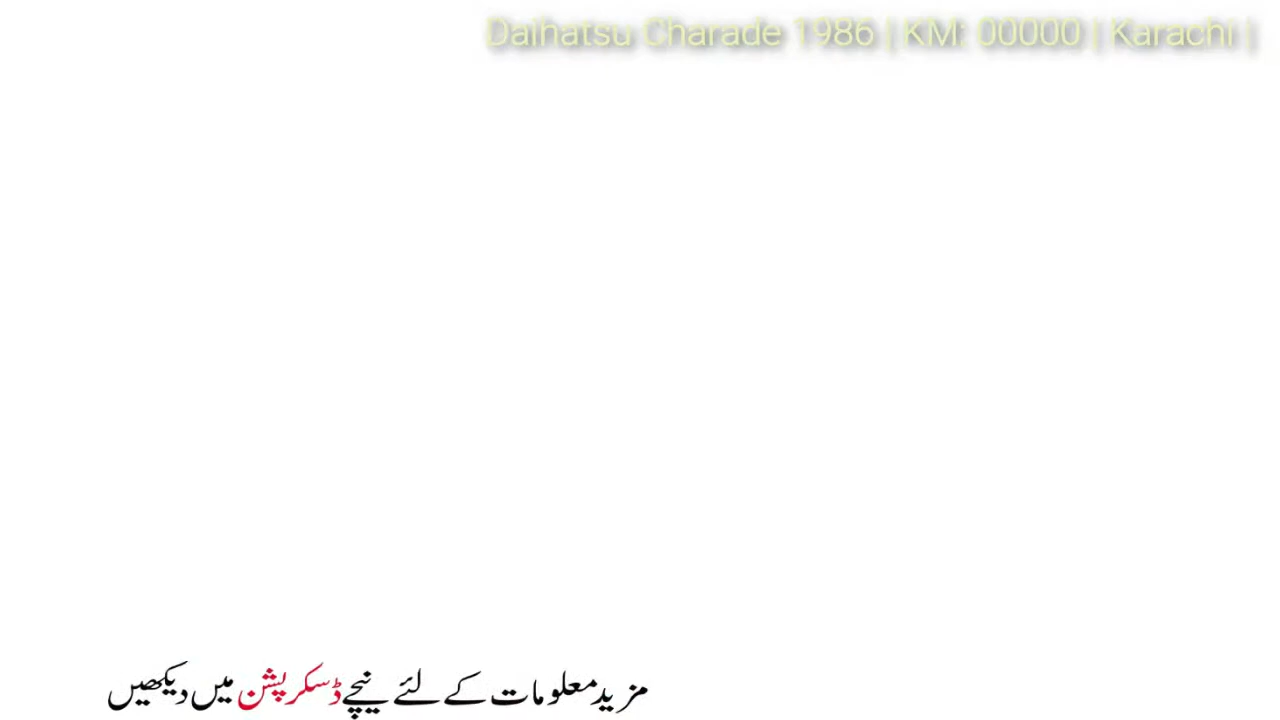 Daihatsu Charade 1986 | KM: 00000 | Karachi |
مزید معلومات کے لئے نیچے ڈسکرپشن میں دیکھیں